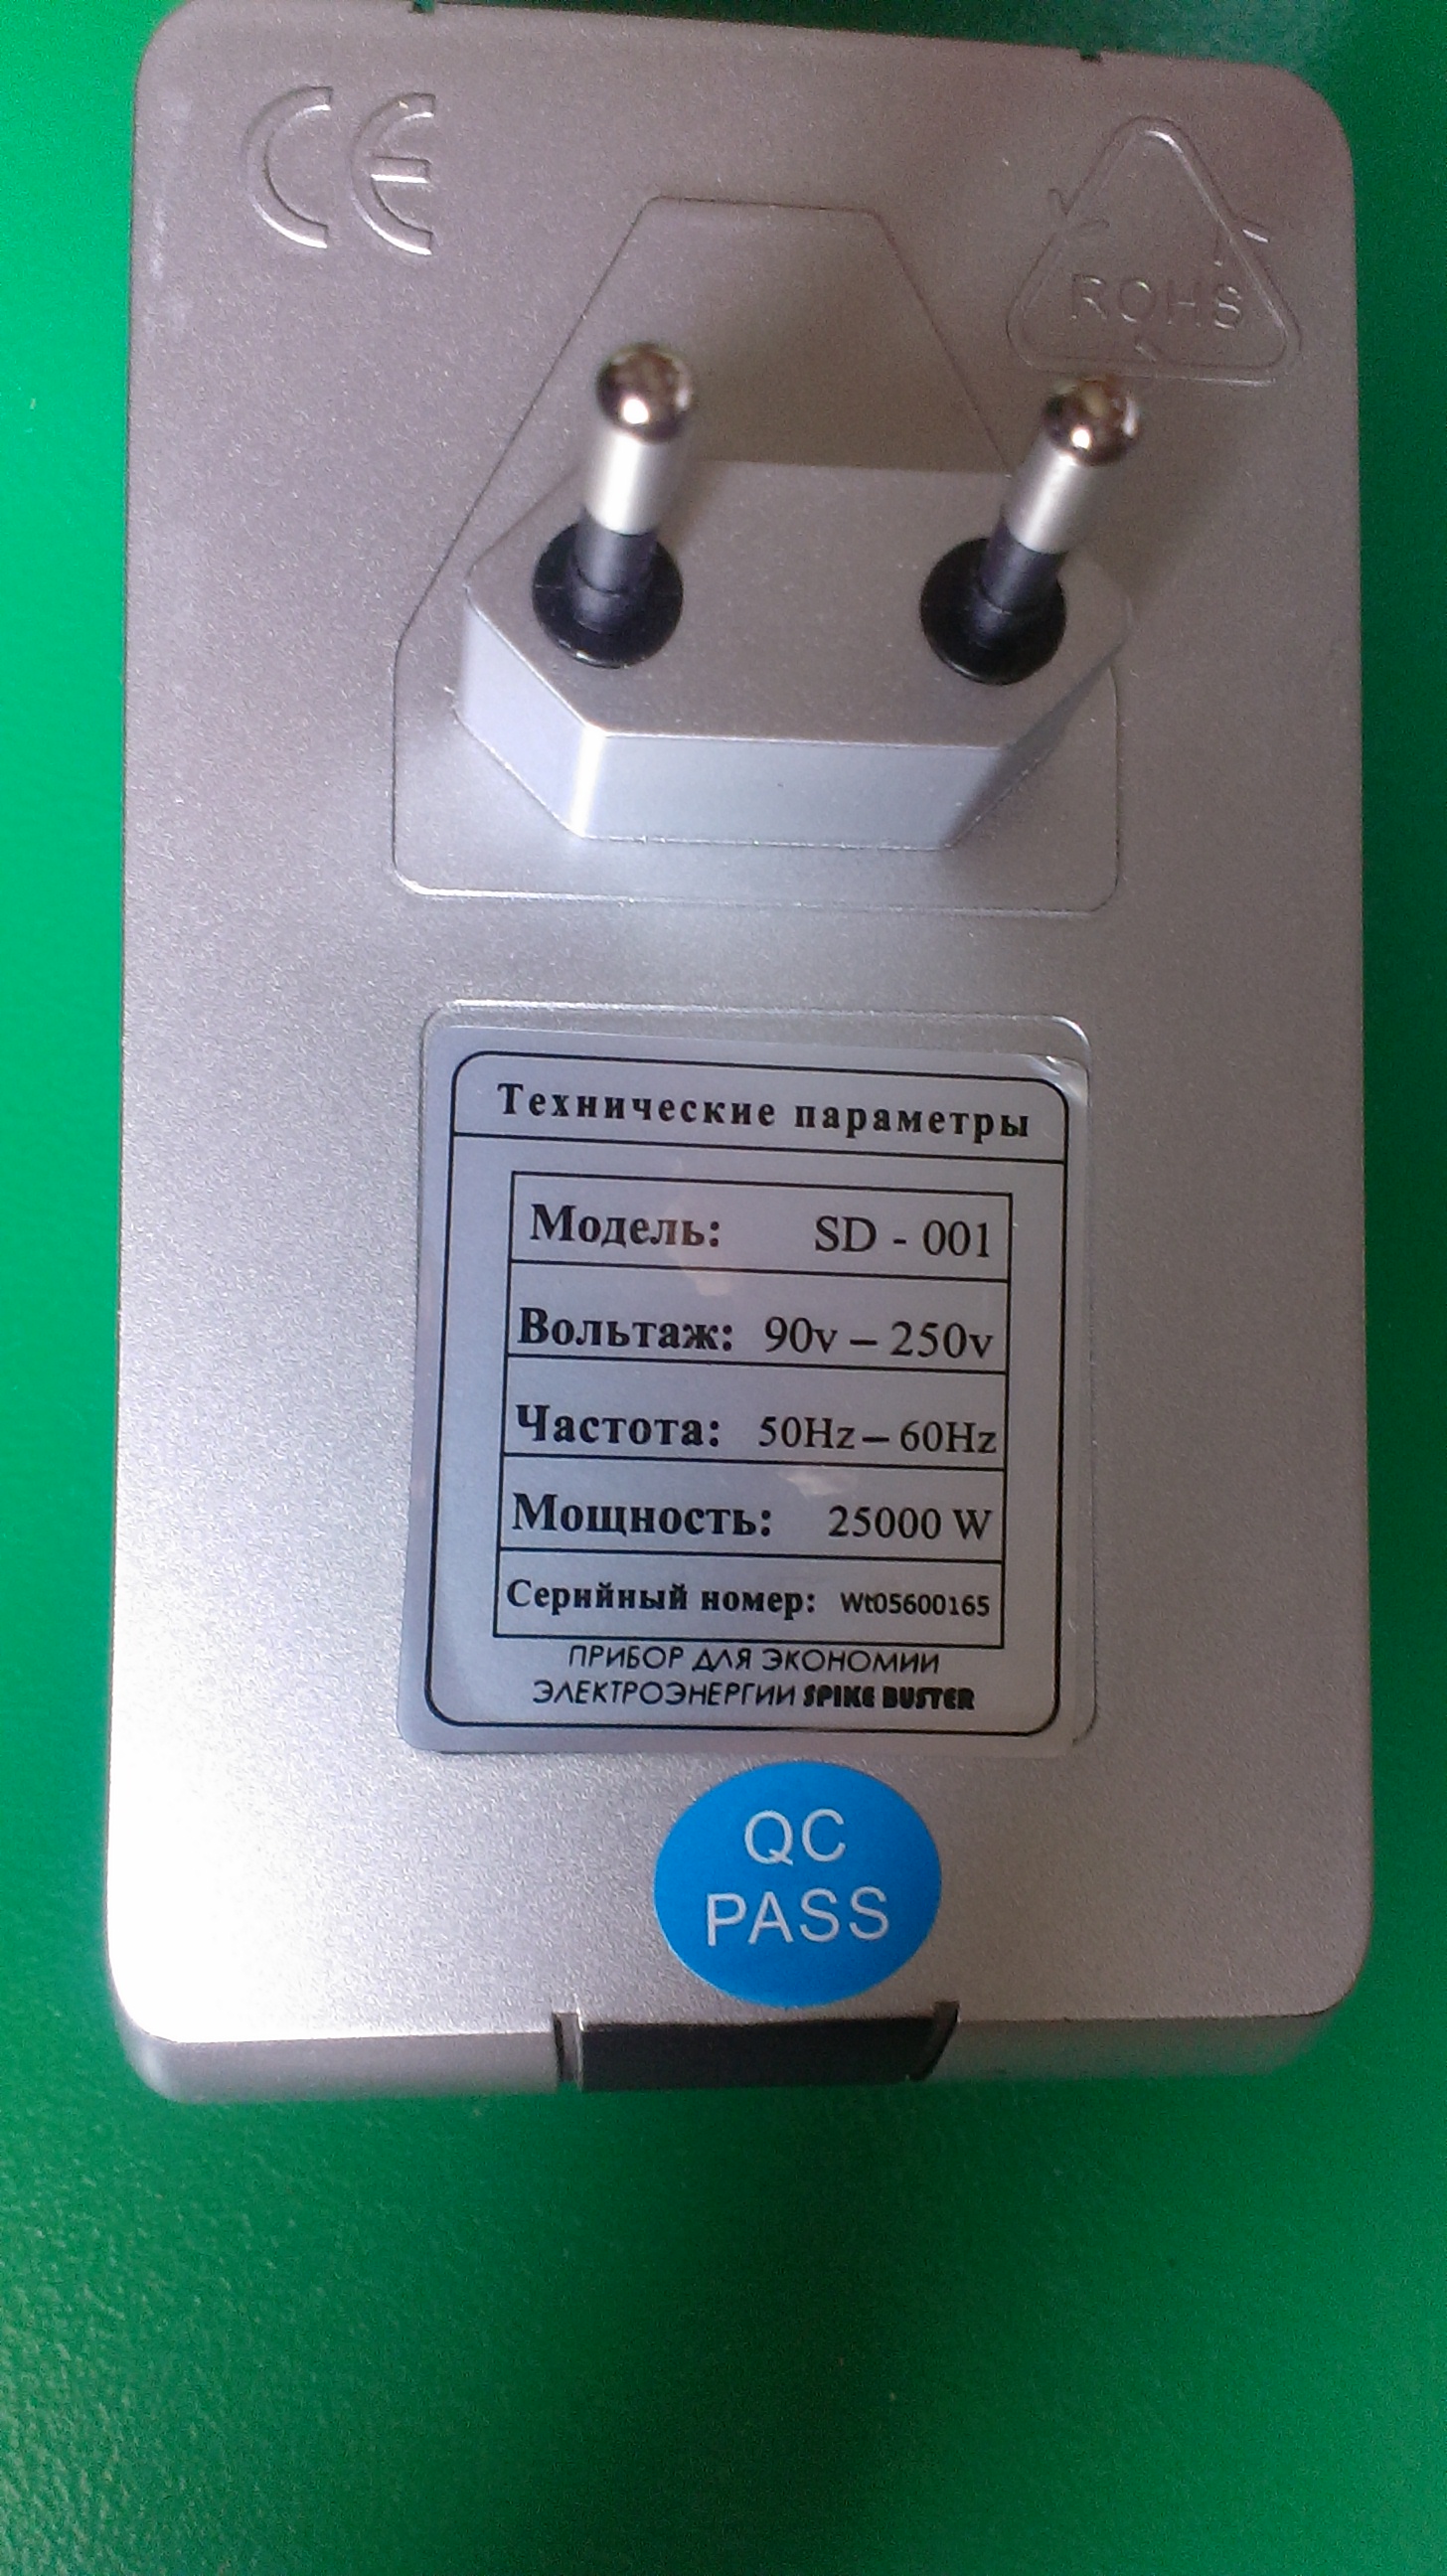 CE
ROHS
Технические параметры
Модель: SD - 001
Вольтаж: 90v – 250v
Частота: 50Hz – 60Hz
Мощность: 25000 W
Серийный номер: Wt05600165
ПРИБОР ДЛЯ ЭКОНОМИИ
ЭЛЕКТРОЭНЕРГИИ SPIKE BUSTER
QC
PASS